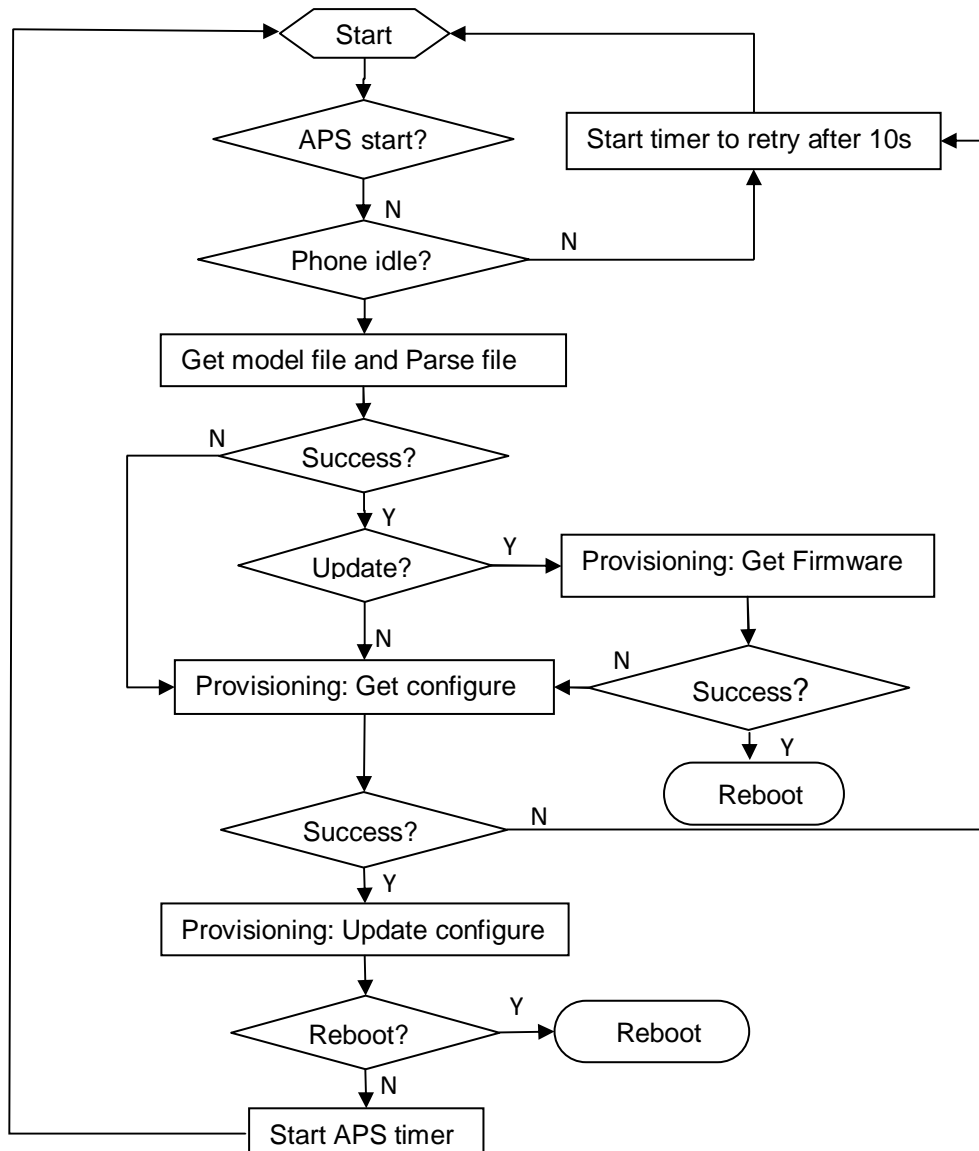 Start
APS start?
Start timer to retry after 10s
N
Phone idle?
N
Get model file and Parse file
N
Success?
Y
Update?
Y
Provisioning: Get Firmware
N
Provisioning: Get configure
N
Success?
Y
Reboot
Success?
N
Y
Provisioning: Update configure
Reboot?
Y
Reboot
N
Start APS timer